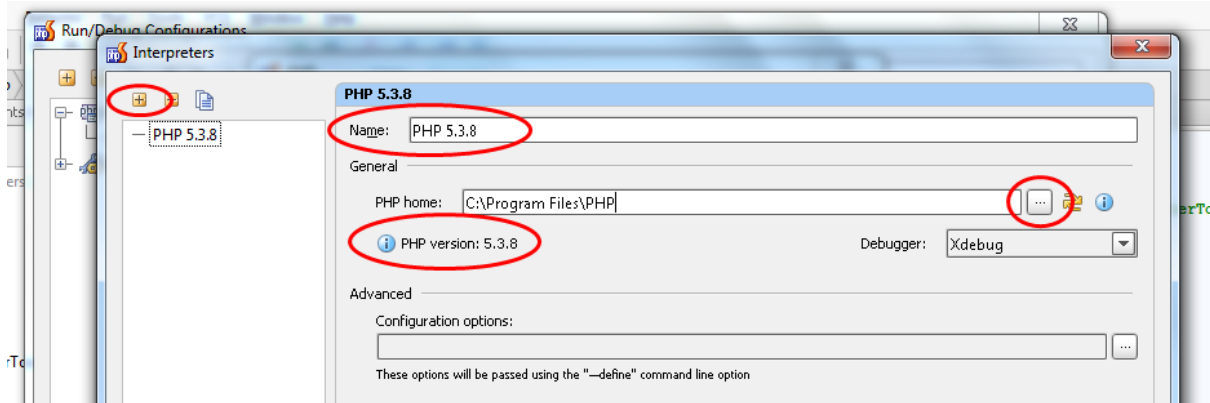 Run/Debug Configurations
Interpreters
PHP 5.3.8
PHP 5.3.8
Name: PHP 5.3.8
General
PHP home: C:\Program Files\PHP
PHP version: 5.3.8
Debugger: Xdebug
Advanced
Configuration options:
These options will be passed using the "—define" command line option